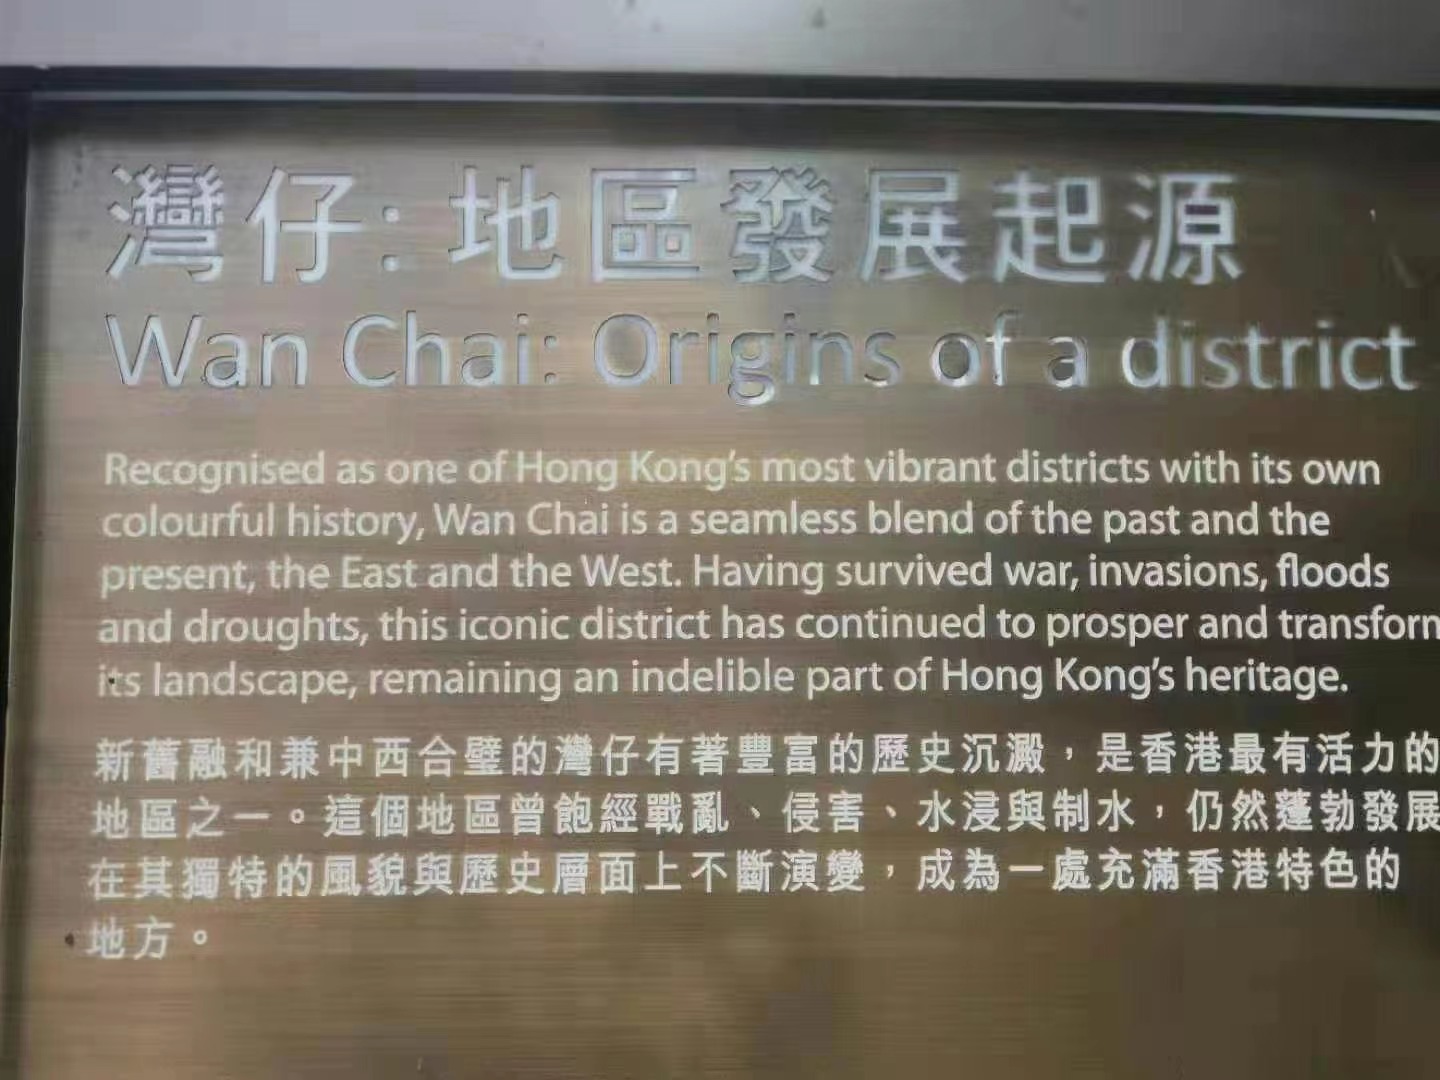 灣仔: 地區發展起源
Wan Chai: Origins of a district
Recognised as one of Hong Kong's most vibrant districts with its own
colourful history, Wan Chai is a seamless blend of the past and the
present, the East and the West. Having survived war, invasions, floods
and droughts, this iconic district has continued to prosper and transform
its landscape, remaining an indelible part of Hong Kong's heritage.
新舊融和兼中西合璧的灣仔有著豐富的歷史沉澱，是香港最有活力的
地區之一。這個地區曾飽經戰亂、侵害、水浸與制水，仍然蓬勃發展
在其獨特的風貌與歷史層面上不斷演變，成為一處充滿香港特色的
地方。